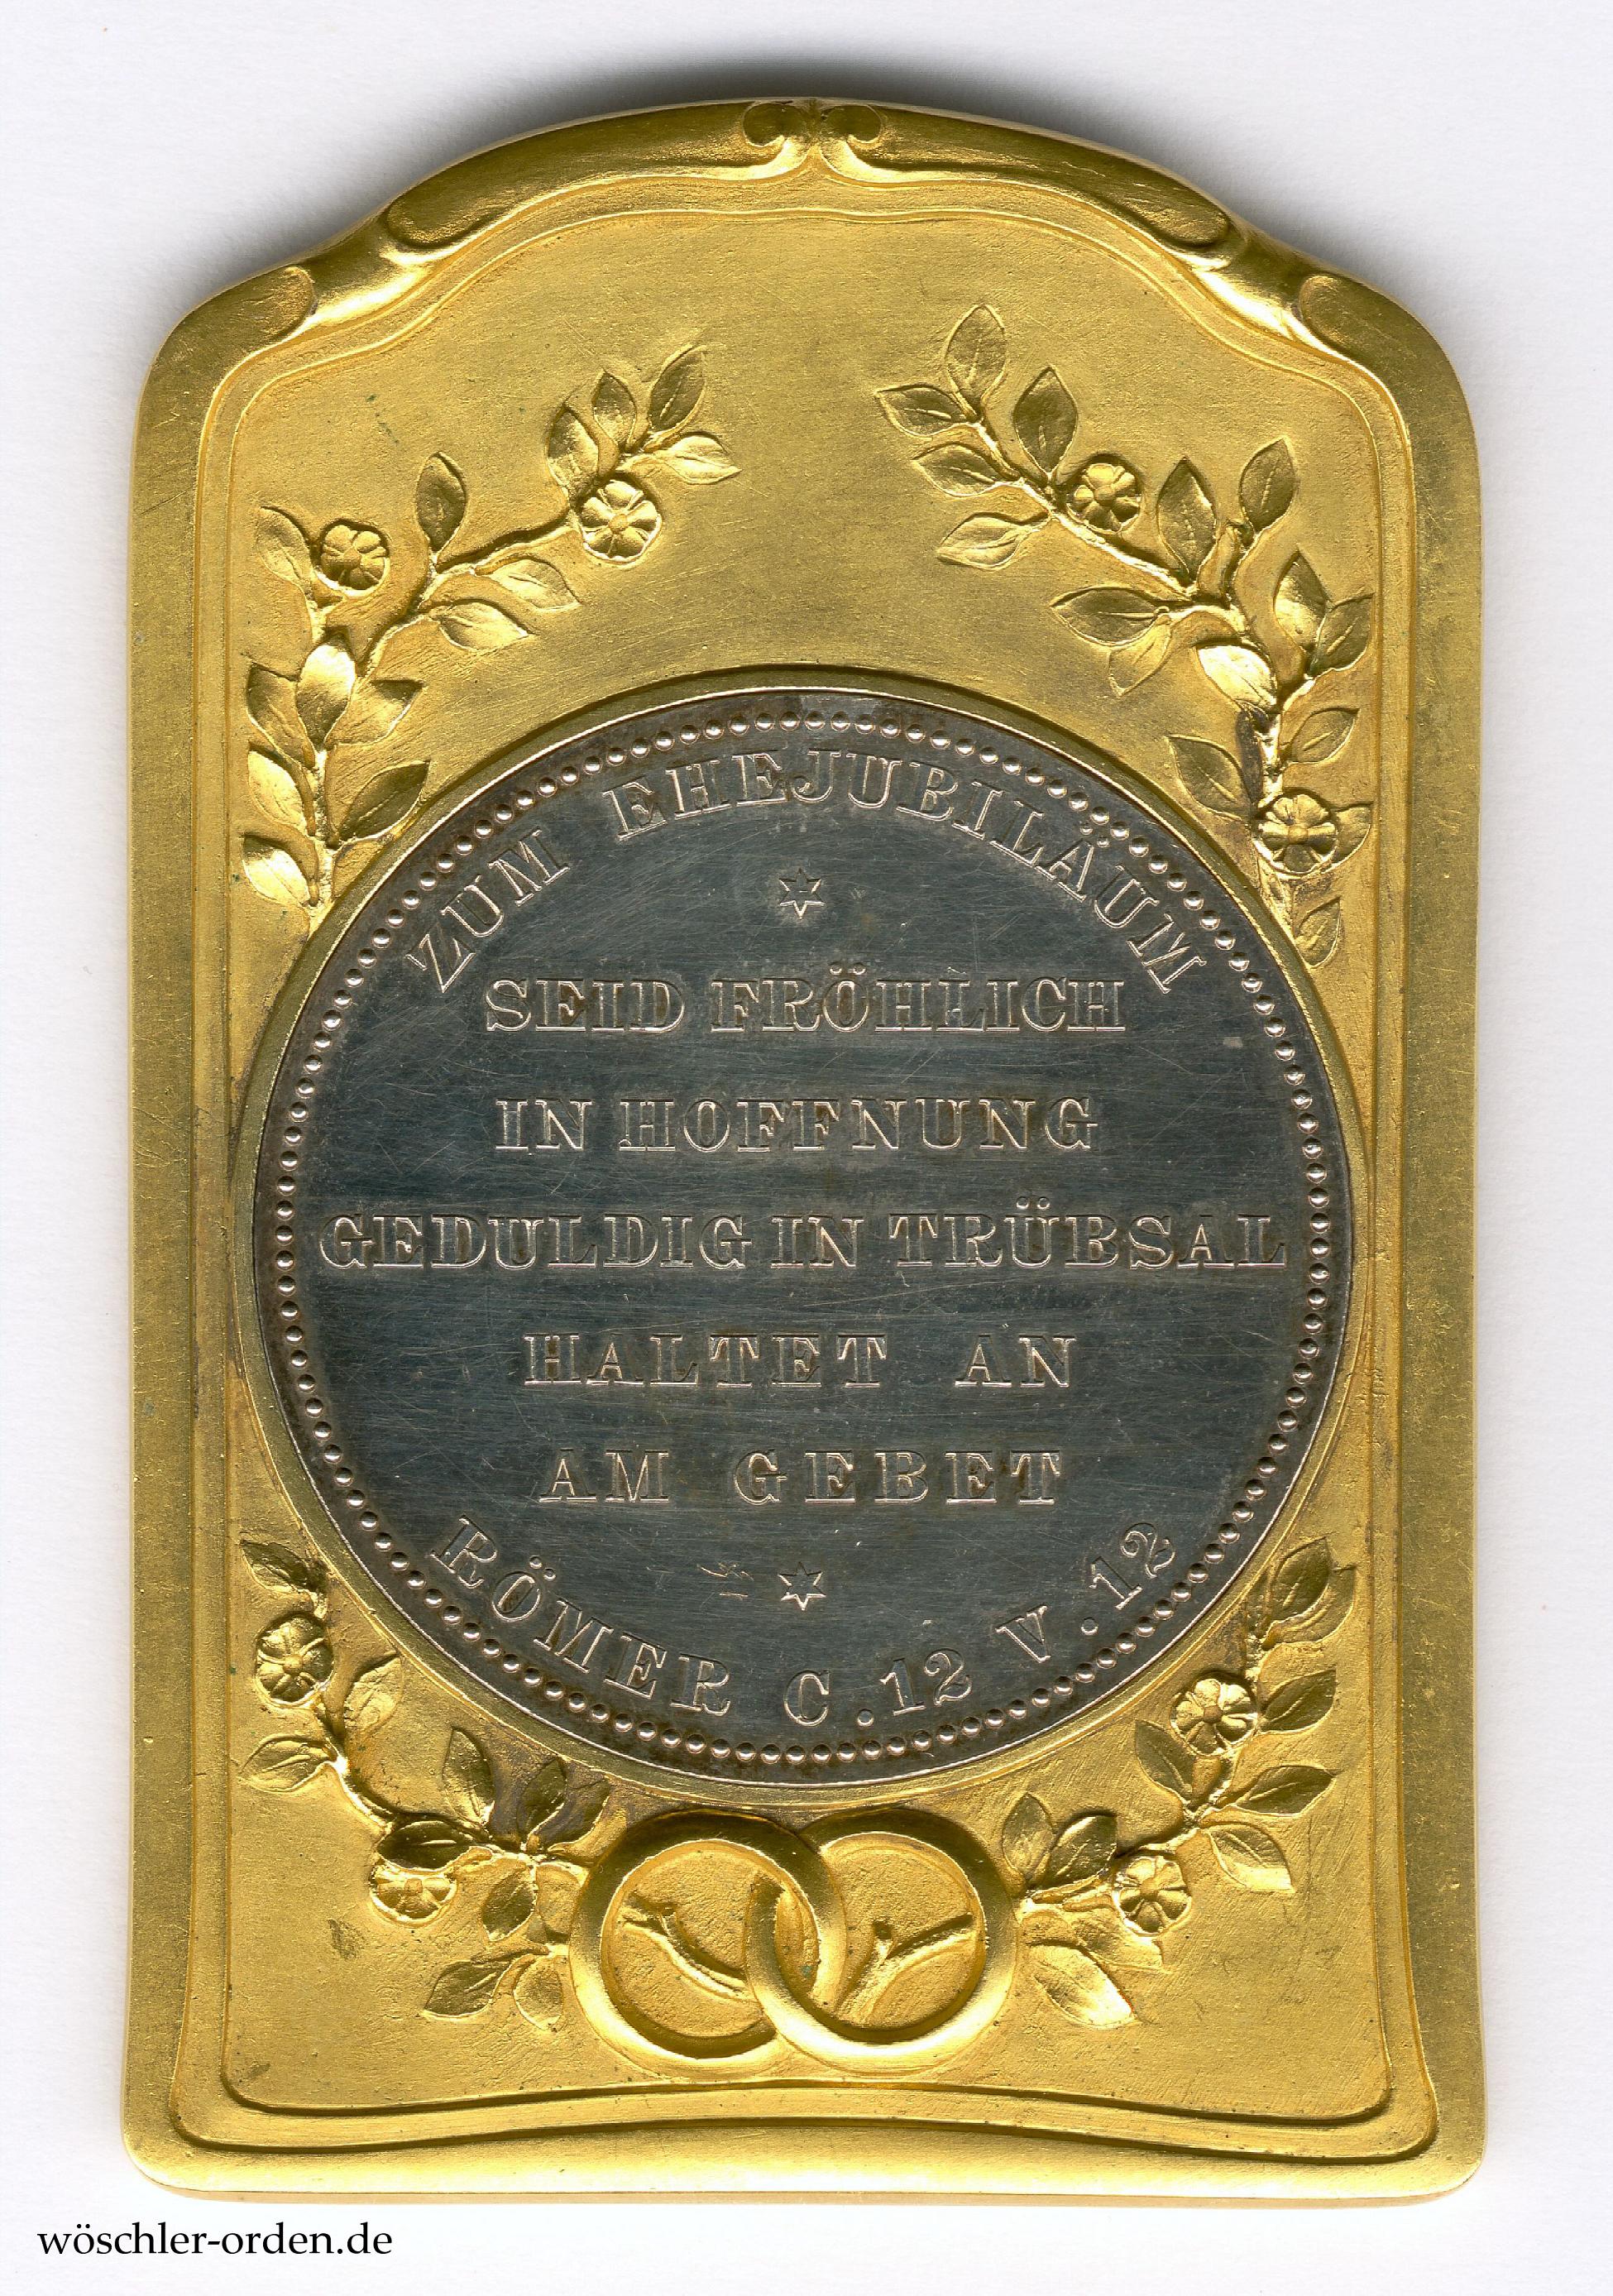 ZUM EHEJUBILÄUM
SEID FRÖHLICH
IN HOFFNUNG
GEDULDIG IN TRÜBSAL
HALTET AN
AM GEBET
RÖMER C.12 V.12
wöschler-orden.de